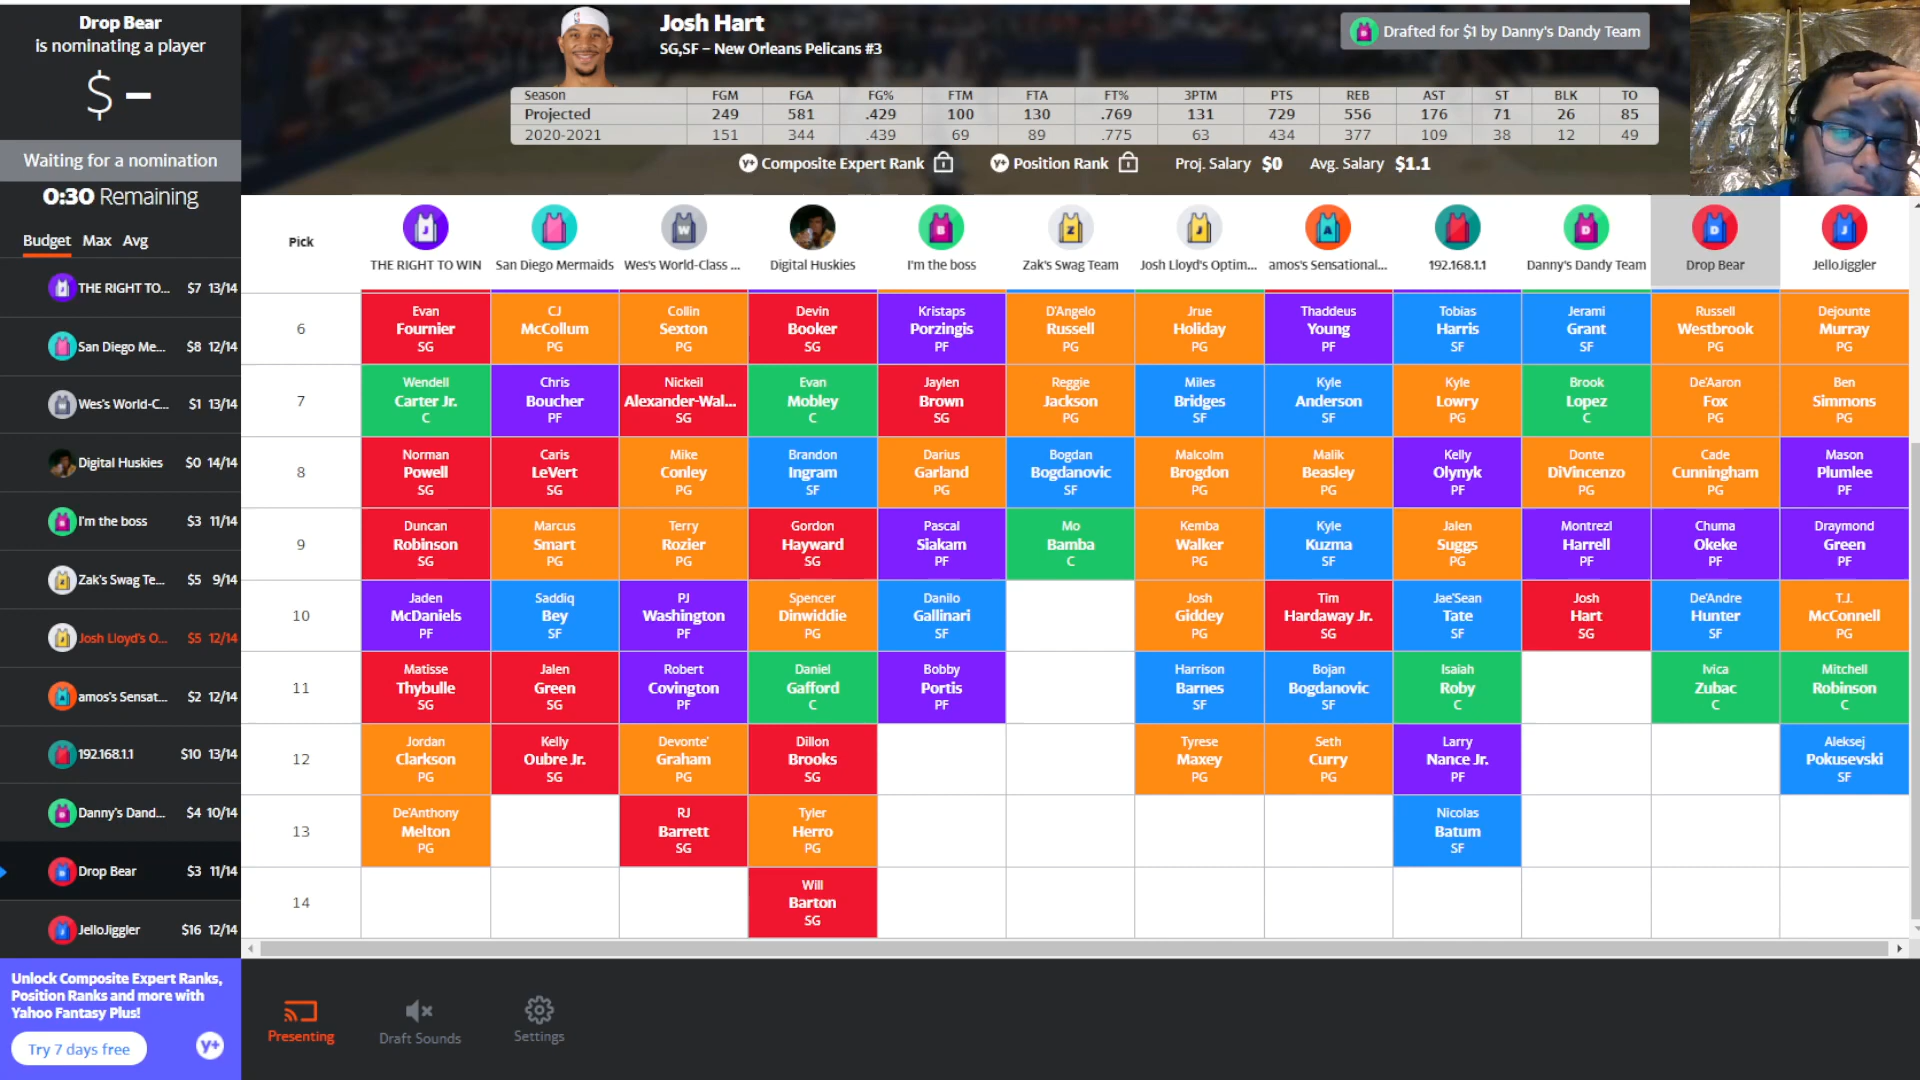 Drop Bear
is nominating a player
$ –
Waiting for a nomination
0:30 Remaining
Budget Max Avg
THE RIGHT TO... $7 13/14
San Diego Me... $8 12/14
Wes's World-C... $1 13/14
Digital Huskies $0 14/14
I'm the boss $3 11/14
Zak's Swag Te... $5 9/14
Josh Lloyd's O... $5 12/14
amos's Sensat... $2 12/14
192.168.1.1 $10 13/14
Danny's Dand... $4 10/14
Drop Bear $3 11/14
JelloJiggler $16 12/14
Unlock Composite Expert Ranks,
Position Ranks and more with
Yahoo Fantasy Plus!
Try 7 days free y+
Josh Hart
SG,SF – New Orleans Pelicans #3
Drafted for $1 by Danny's Dandy Team
Season FGM FGA FG% FTM FTA FT% 3PTM PTS REB AST ST BLK TO
Projected 249 581 .429 100 130 .769 131 729 556 176 71 26 85
2020-2021 151 344 .439 69 89 .775 63 434 377 109 38 12 49
y+ Composite Expert Rank y+ Position Rank Proj. Salary $0 Avg. Salary $1.1
J W B Z J A D D J
Pick THE RIGHT TO WIN San Diego Mermaids Wes's World-Class ... Digital Huskies I'm the boss Zak's Swag Team Josh Lloyd's Optim... amos's Sensational... 192.168.1.1 Danny's Dandy Team Drop Bear JelloJiggler
Evan CJ Collin Devin Kristaps D'Angelo Jrue Thaddeus Tobias Jerami Russell Dejounte
6 Fournier McCollum Sexton Booker Porzingis Russell Holiday Young Harris Grant Westbrook Murray
SG PG PG SG PF PG PG PF SF SF PG PG
Wendell Chris Nickeil Evan Jaylen Reggie Miles Kyle Kyle Brook De'Aaron Ben
7 Carter Jr. Boucher Alexander-Wal... Mobley Brown Jackson Bridges Anderson Lowry Lopez Fox Simmons
C PF SG C SG PG SF SF PG C PG PG
Norman Caris Mike Brandon Darius Bogdan Malcolm Malik Kelly Donte Cade Mason
8 Powell LeVert Conley Ingram Garland Bogdanovic Brogdon Beasley Olynyk DiVincenzo Cunningham Plumlee
SG SG PG SF PG SF PG PG PF PG PG PF
Duncan Marcus Terry Gordon Pascal Mo Kemba Kyle Jalen Montrezl Chuma Draymond
9 Robinson Smart Rozier Hayward Siakam Bamba Walker Kuzma Suggs Harrell Okeke Green
SG PG PG SG PF C PG SF PG PF PF PF
Jaden Saddiq PJ Spencer Danilo Josh Tim Jae'Sean Josh De'Andre T.J.
10 McDaniels Bey Washington Dinwiddie Gallinari Giddey Hardaway Jr. Tate Hart Hunter McConnell
PF SF PF PG SF PG SG SF SG SF PG
Matisse Jalen Robert Daniel Bobby Harrison Bojan Isaiah Ivica Mitchell
11 Thybulle Green Covington Gafford Portis Barnes Bogdanovic Roby Zubac Robinson
SG SG PF C PF SF SF C C C
Jordan Kelly Devonte' Dillon Tyrese Seth Larry Aleksej
12 Clarkson Oubre Jr. Graham Brooks Maxey Curry Nance Jr. Pokusevski
PG SG PG SG PG PG PF SF
De'Anthony RJ Tyler Nicolas
13 Melton Barrett Herro Batum
PG SG PG SF
Will
14 Barton
SG
Presenting Draft Sounds Settings